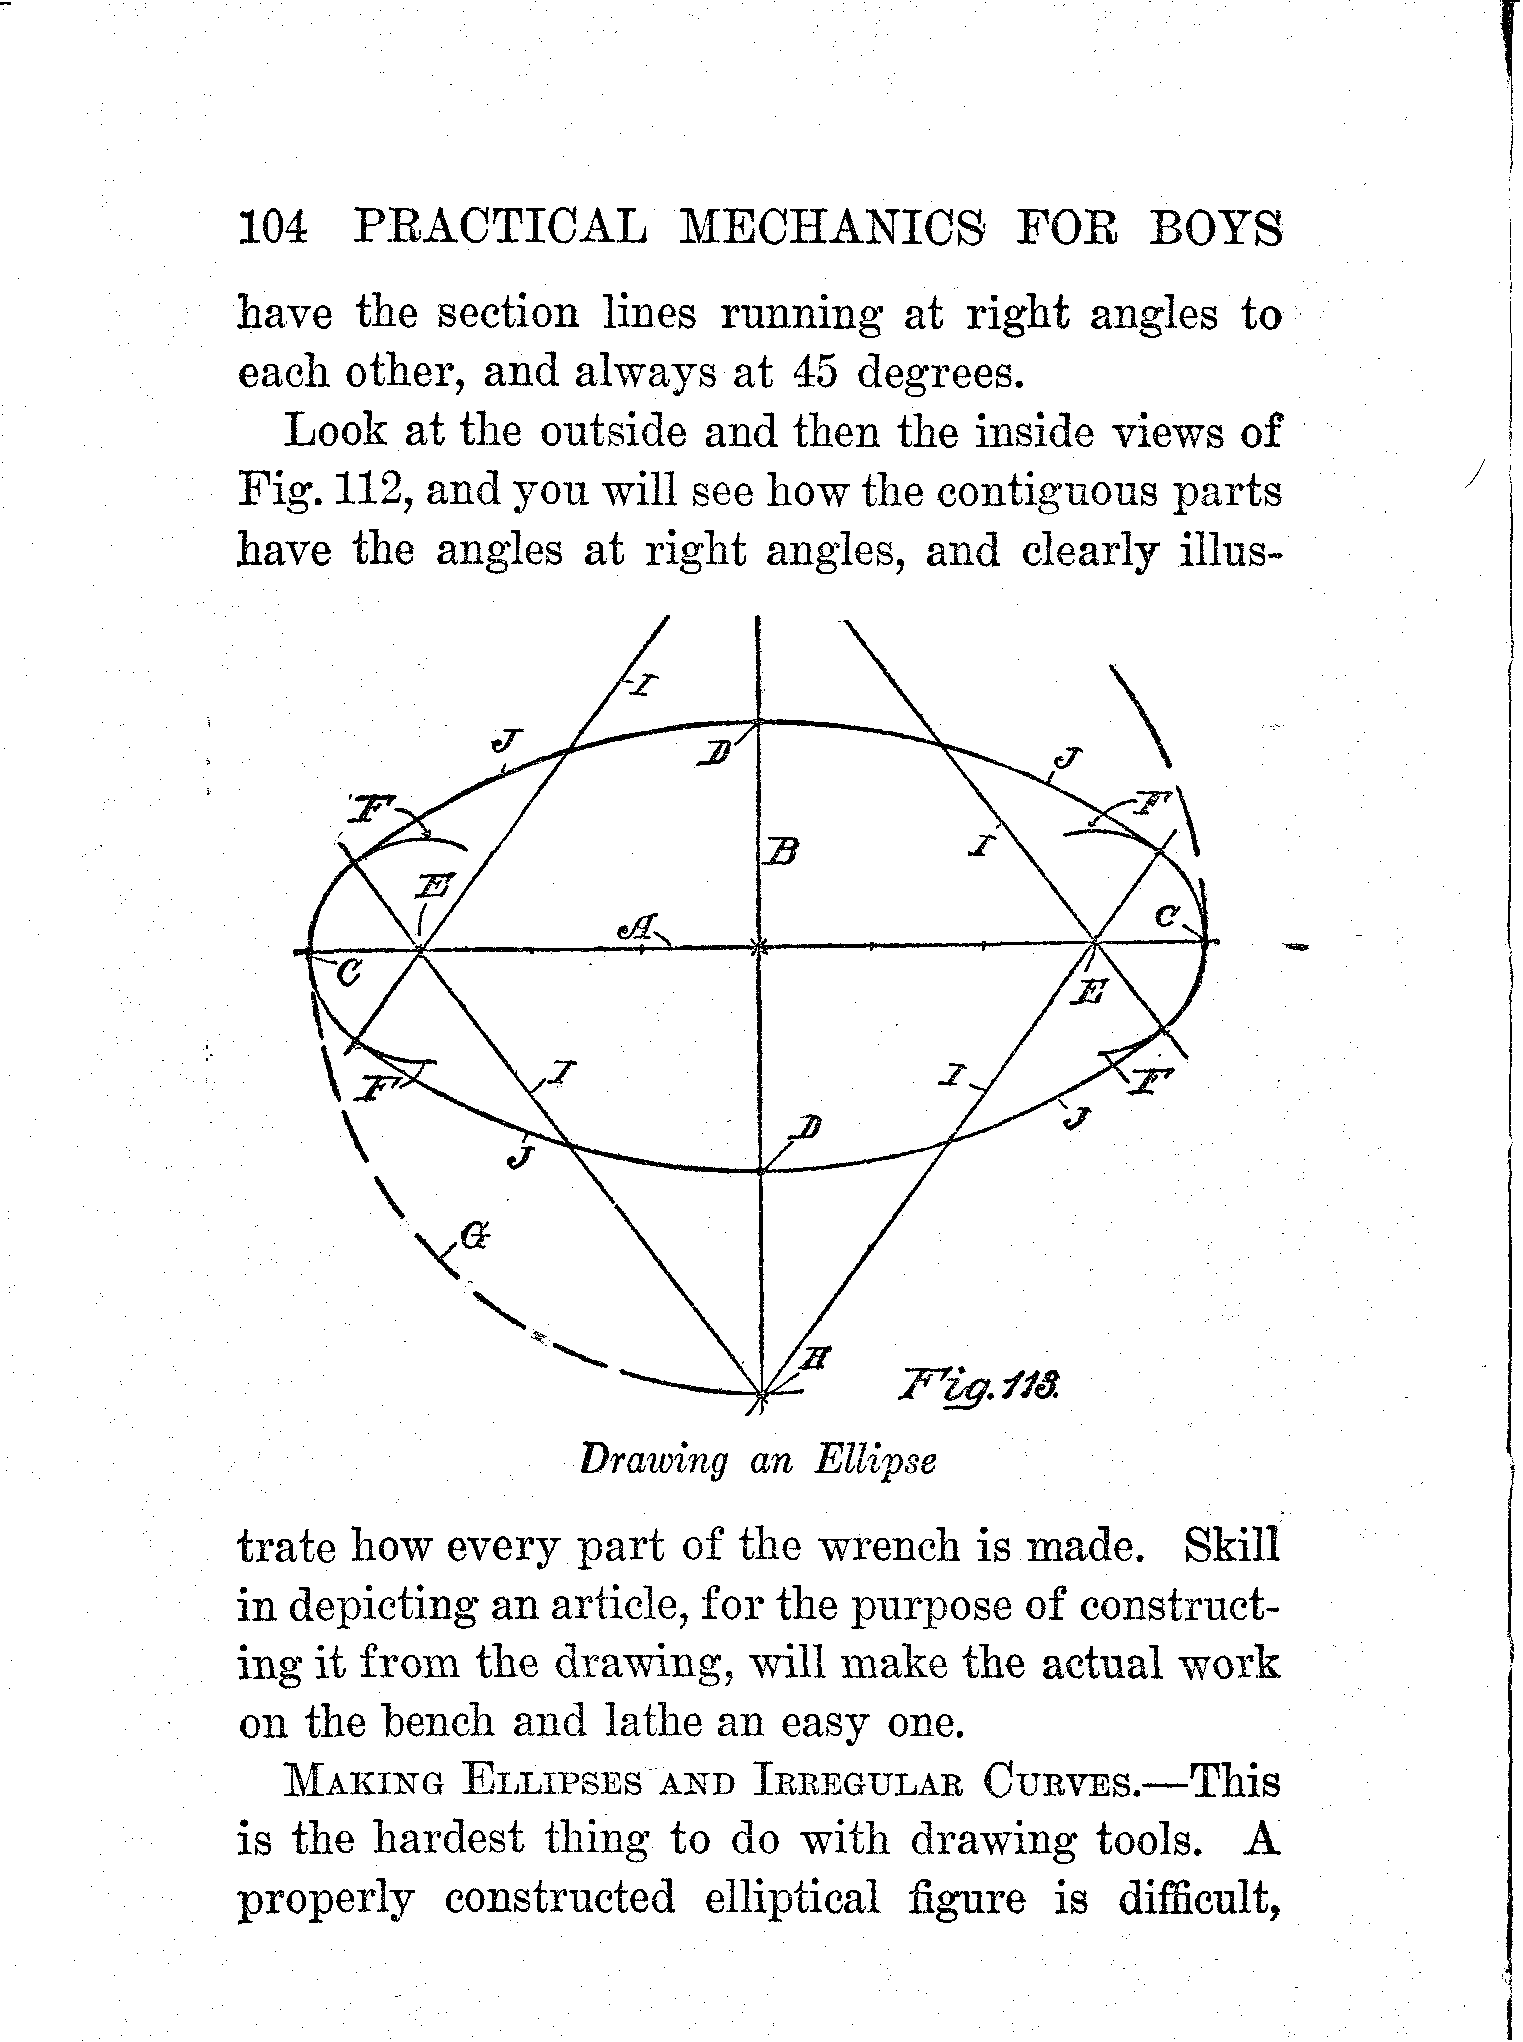 104 PRACTICAL MECHANICS FOR BOYS
have the section lines running at right angles to
each other, and always at 45 degrees.
Look at the outside and then the inside views of
Fig. 112, and you will see how the contiguous parts
have the angles at right angles, and clearly illus-
I
J
D
J
F
F
B
I
E
A
C
C
E
I
I
F
F
D
J
J
G
H
Fig. 113.
Drawing an Ellipse
trate how every part of the wrench is made. Skill
in depicting an article, for the purpose of construct-
ing it from the drawing, will make the actual work
on the bench and lathe an easy one.
MAKING ELLIPSES AND IRREGULAR CURVES.—This
is the hardest thing to do with drawing tools. A
properly constructed elliptical figure is difficult,